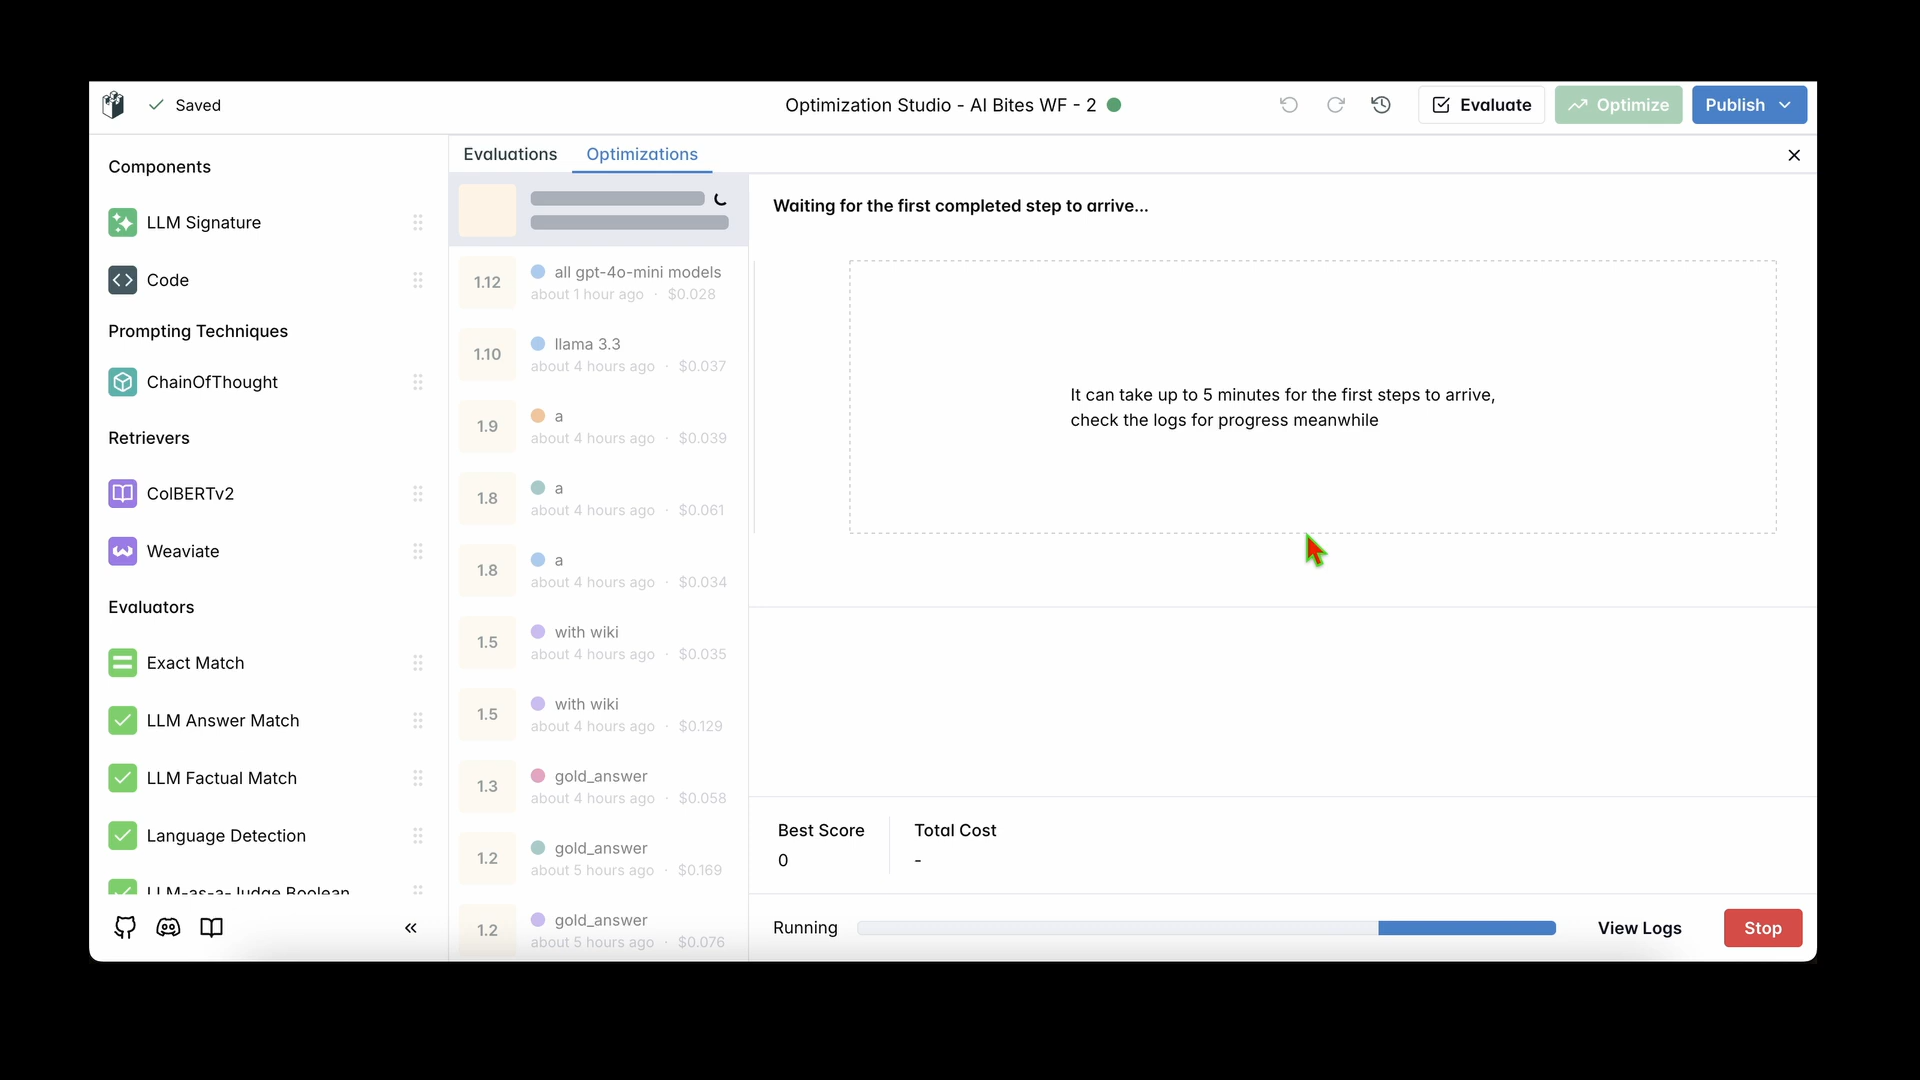 Saved
Optimization Studio - AI Bites WF - 2
Evaluate
Optimize
Publish
Components
LLM Signature
Code
Prompting Techniques
ChainOfThought
Retrievers
ColBERTv2
Weaviate
Evaluators
Exact Match
LLM Answer Match
LLM Factual Match
Language Detection
LLM-as-a-Judge Boolean
Evaluations
Optimizations
1.12
all gpt-4o-mini models
about 1 hour ago · $0.028
1.10
llama 3.3
about 4 hours ago · $0.037
1.9
a
about 4 hours ago · $0.039
1.8
a
about 4 hours ago · $0.061
1.8
a
about 4 hours ago · $0.034
1.5
with wiki
about 4 hours ago · $0.035
1.5
with wiki
about 4 hours ago · $0.129
1.3
gold_answer
about 4 hours ago · $0.058
1.2
gold_answer
about 5 hours ago · $0.169
1.2
gold_answer
about 5 hours ago · $0.076
Waiting for the first completed step to arrive...
It can take up to 5 minutes for the first steps to arrive,
check the logs for progress meanwhile
Best Score
0
Total Cost
-
Running
View Logs
Stop